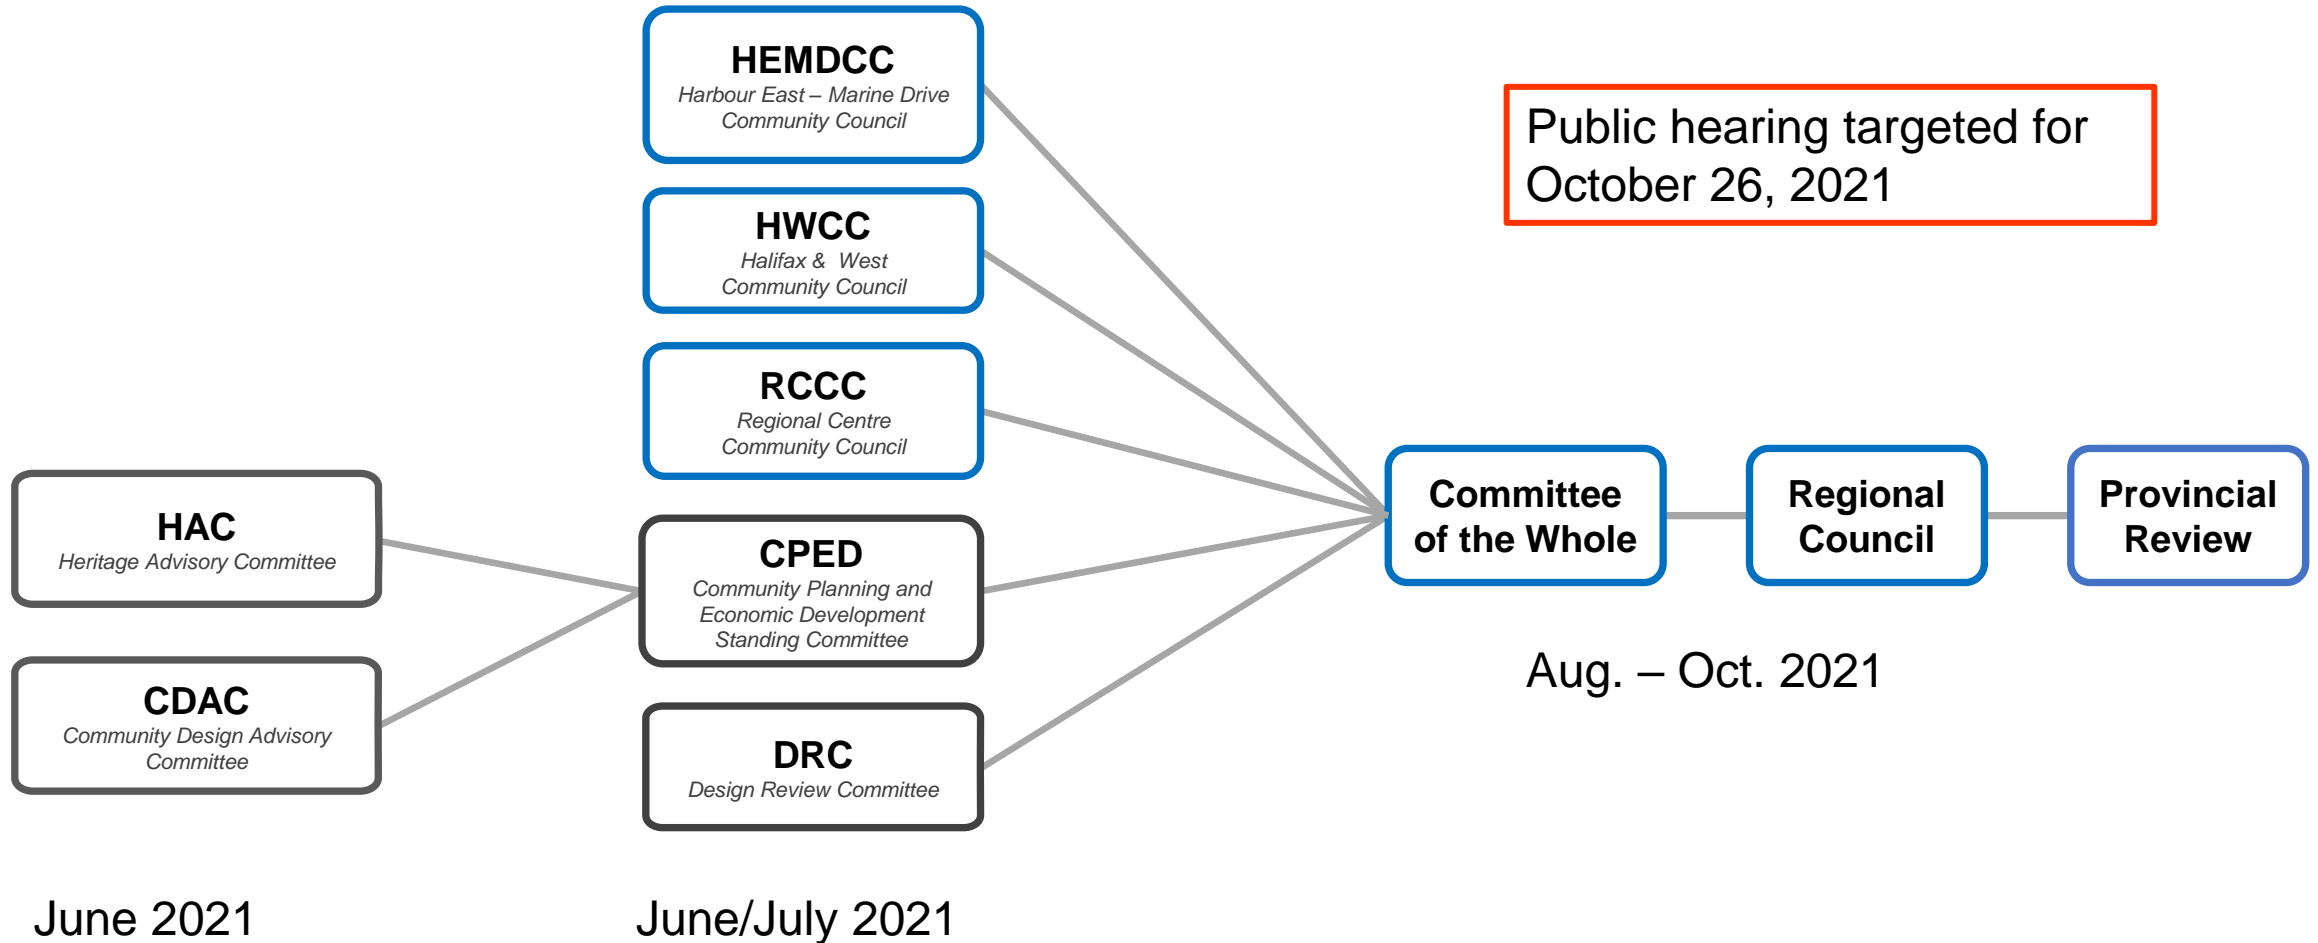 HEMDCC
Harbour East – Marine Drive
Community Council
HWCC
Halifax & West
Community Council
RCCC
Regional Centre
Community Council
CPED
Community Planning and
Economic Development
Standing Committee
DRC
Design Review Committee
HAC
Heritage Advisory Committee
CDAC
Community Design Advisory
Committee
Public hearing targeted for
October 26, 2021
Committee
of the Whole
Regional
Council
Provincial
Review
Aug. – Oct. 2021
June 2021
June/July 2021